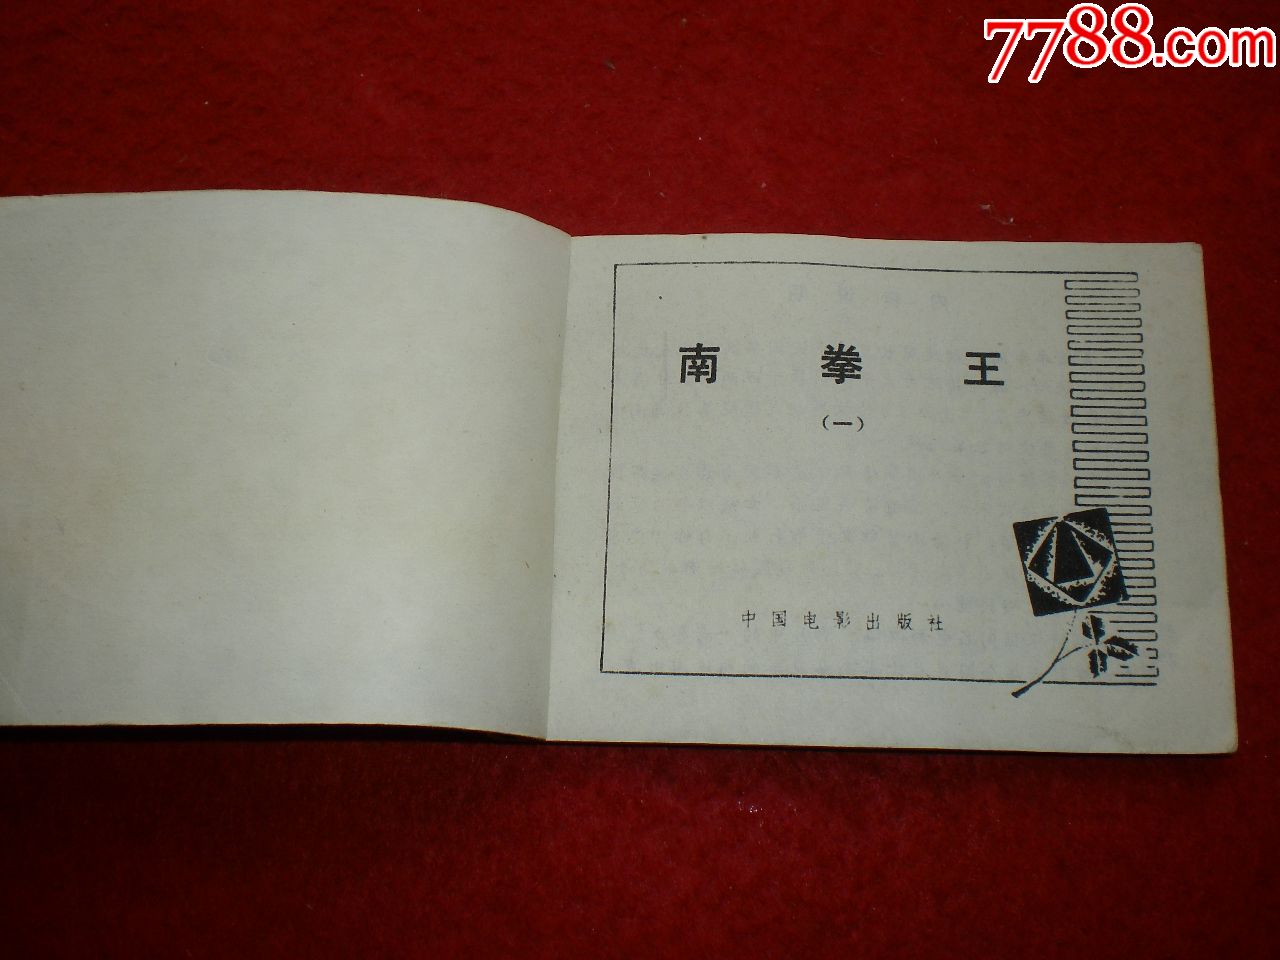 7788.com
南拳王
(一)
中国电影出版社